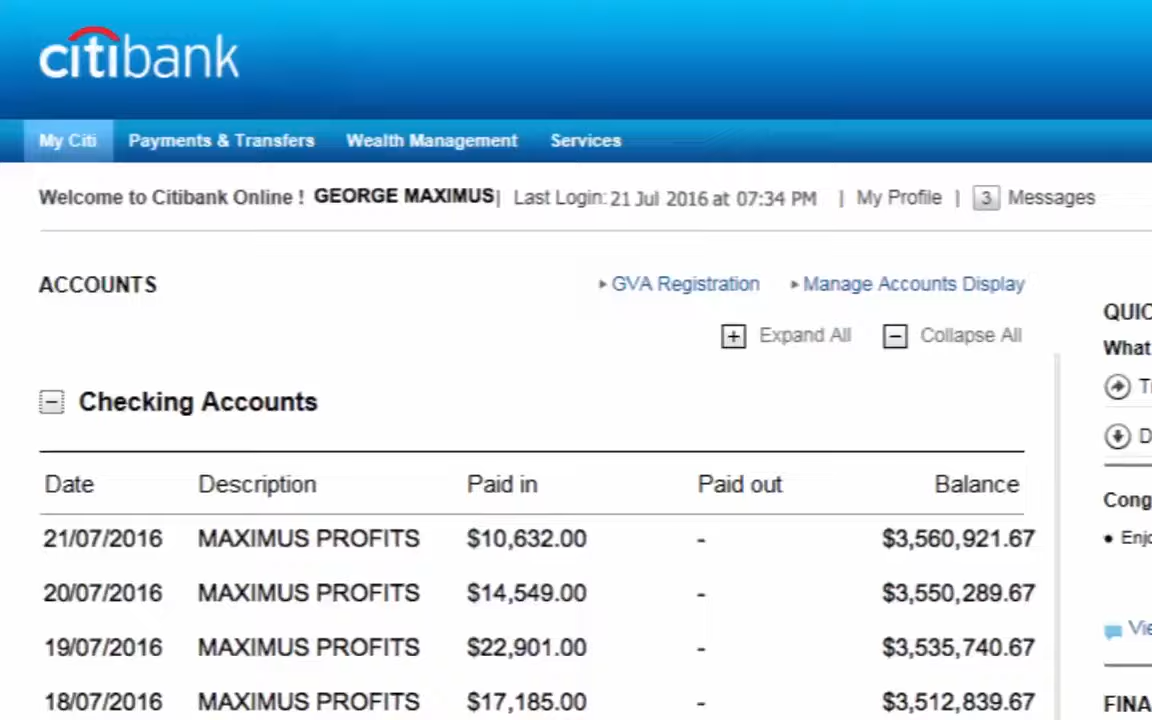 citibank
My Citi Payments & Transfers Wealth Management Services
Welcome to Citibank Online ! GEORGE MAXIMUS| Last Login: 21 Jul 2016 at 07:34 PM | My Profile | 3 Messages
ACCOUNTS
GVA Registration Manage Accounts Display
+ Expand All − Collapse All
− Checking Accounts
Date Description Paid in Paid out Balance
21/07/2016 MAXIMUS PROFITS $10,632.00 - $3,560,921.67
20/07/2016 MAXIMUS PROFITS $14,549.00 - $3,550,289.67
19/07/2016 MAXIMUS PROFITS $22,901.00 - $3,535,740.67
18/07/2016 MAXIMUS PROFITS $17,185.00 - $3,512,839.67
What